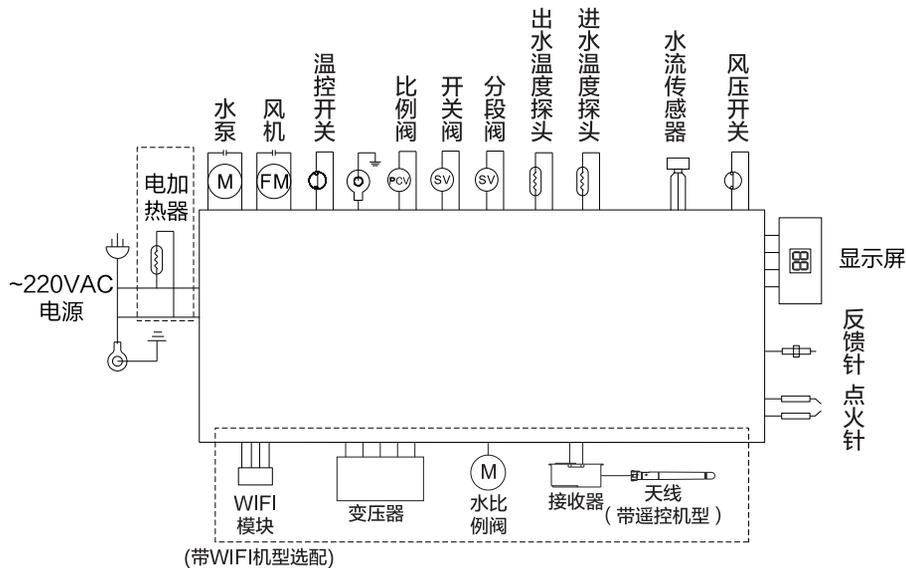 水泵
风机
温控开关
比例阀
开关阀
分段阀
出水温度探头
进水温度探头
水流传感器
风压开关
M
FM
PCV
SV
SV
电加
热器
~220VAC
电源
显示屏
反馈针
点火针
WIFI
模块
变压器
M
水比
例阀
接收器
天线
(带遥控机型)
(带WIFI机型选配)